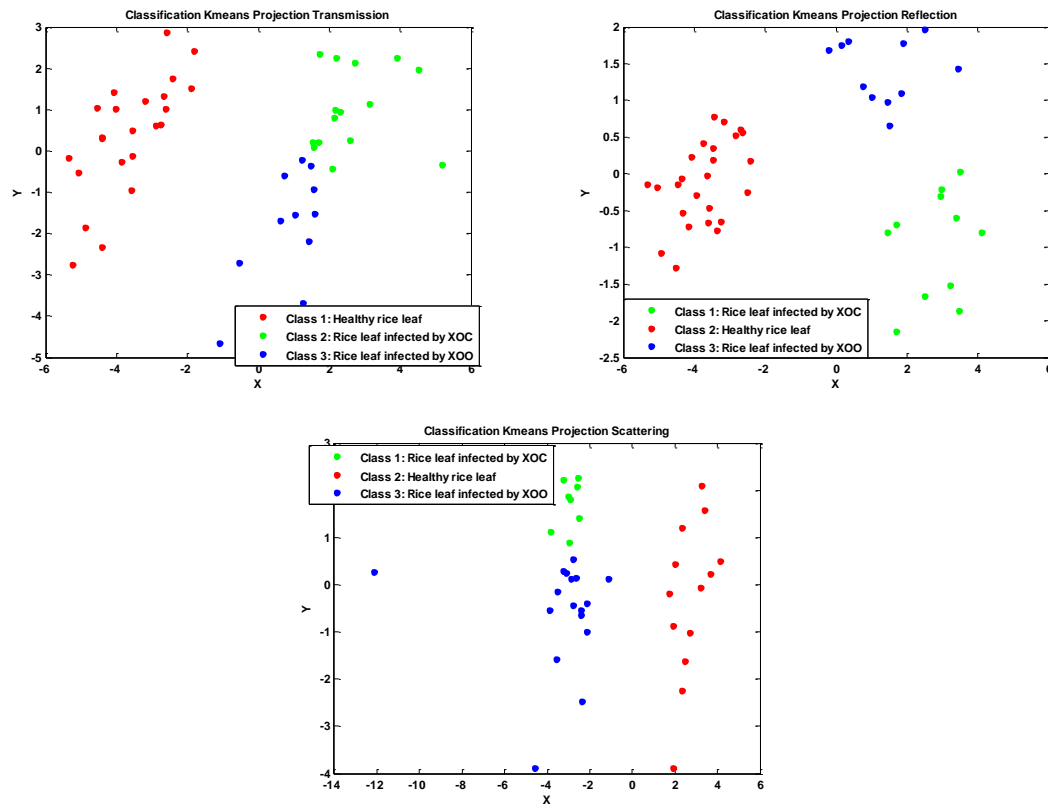 Classification Kmeans Projection Transmission
3
2
1
0
-1
-2
-3
-4
-5
Y
-6
-4
-2
0
2
4
6
X
Class 1: Healthy rice leaf
Class 2: Rice leaf infected by XOC
Class 3: Rice leaf infected by XOO
Classification Kmeans Projection Reflection
2
1.5
1
0.5
0
-0.5
-1
-1.5
-2
-2.5
Y
-6
-4
-2
0
2
4
6
X
Class 1: Rice leaf infected by XOC
Class 2: Healthy rice leaf
Class 3: Rice leaf infected by XOO
Classification Kmeans Projection Scattering
3
1
0
-1
-2
-3
-4
Y
-14
-12
-10
-8
-6
-4
-2
0
2
4
6
X
Class 1: Rice leaf infected by XOC
Class 2: Healthy rice leaf
Class 3: Rice leaf infected by XOO